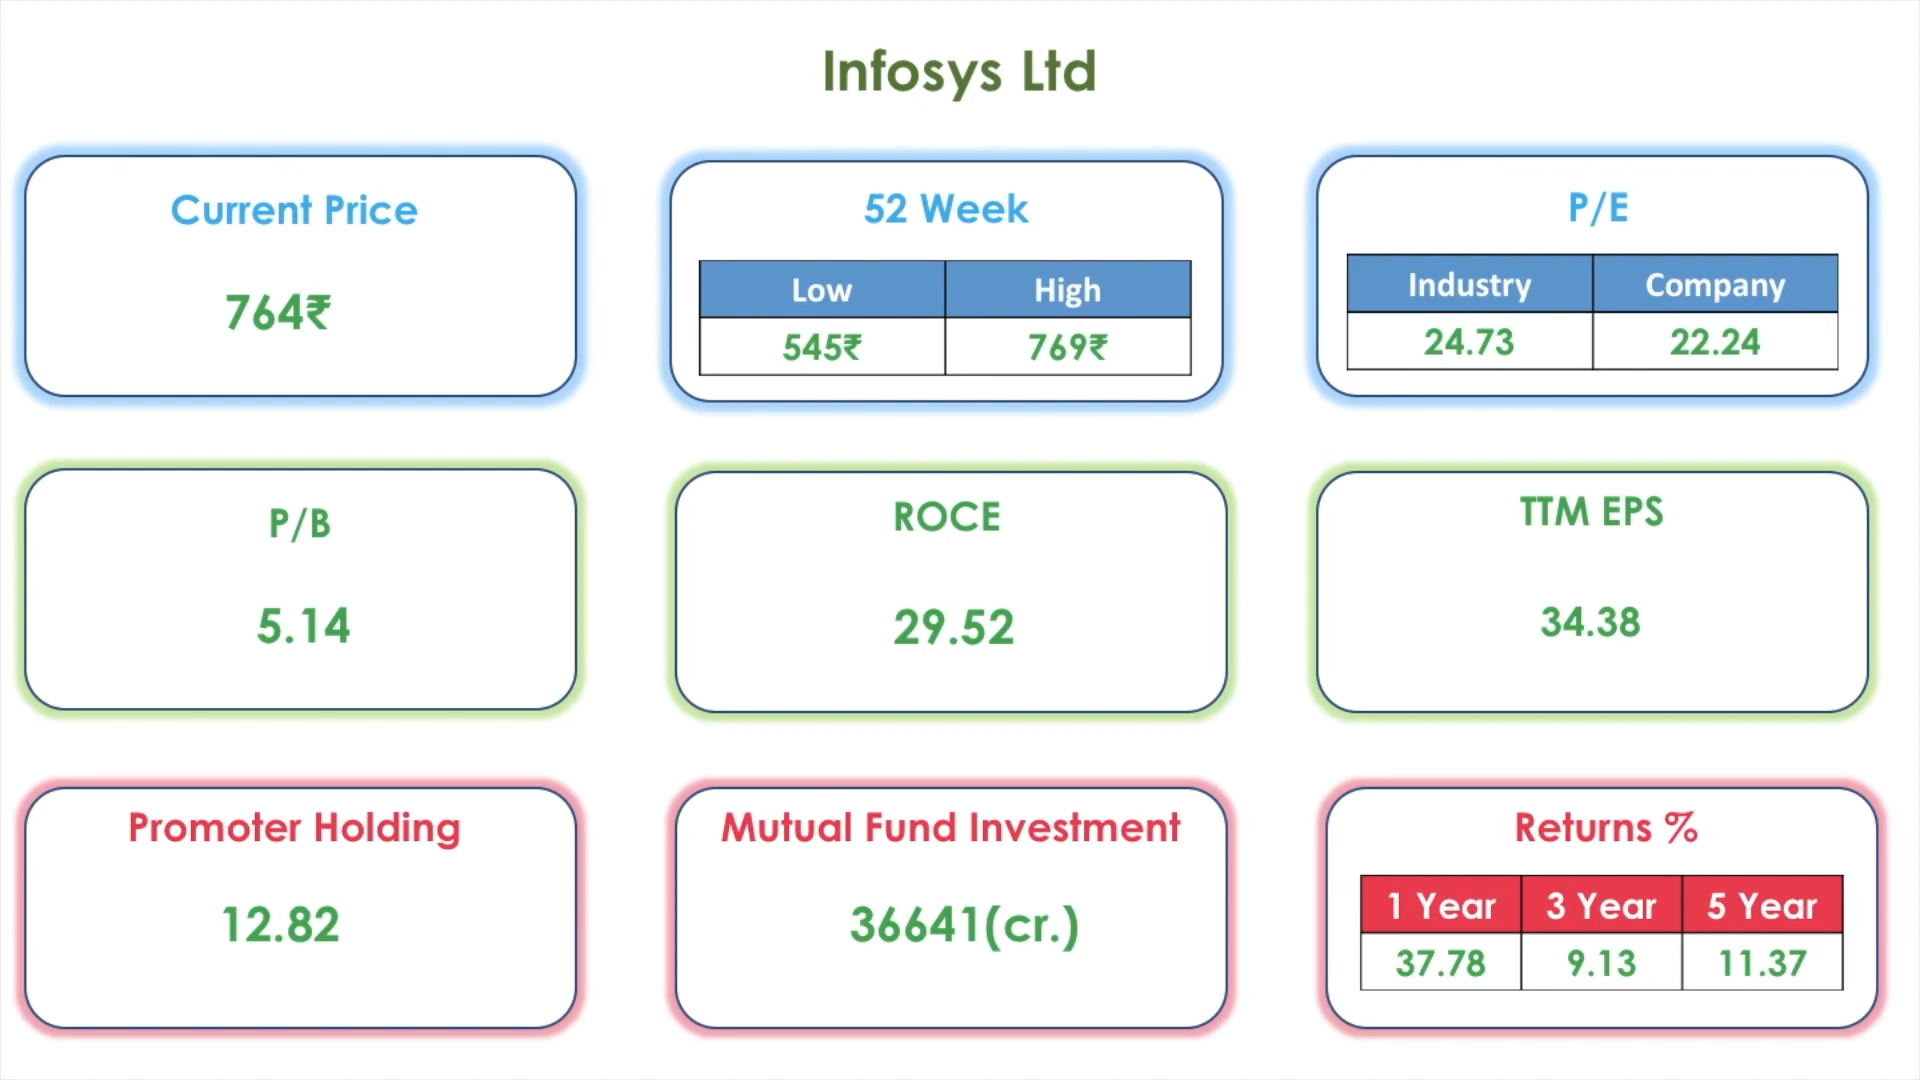 Infosys Ltd
Current Price
764₹
52 Week
Low High
545₹ 769₹
P/E
Industry Company
24.73 22.24
P/B
5.14
ROCE
29.52
TTM EPS
34.38
Promoter Holding
12.82
Mutual Fund Investment
36641(cr.)
Returns %
1 Year 3 Year 5 Year
37.78 9.13 11.37